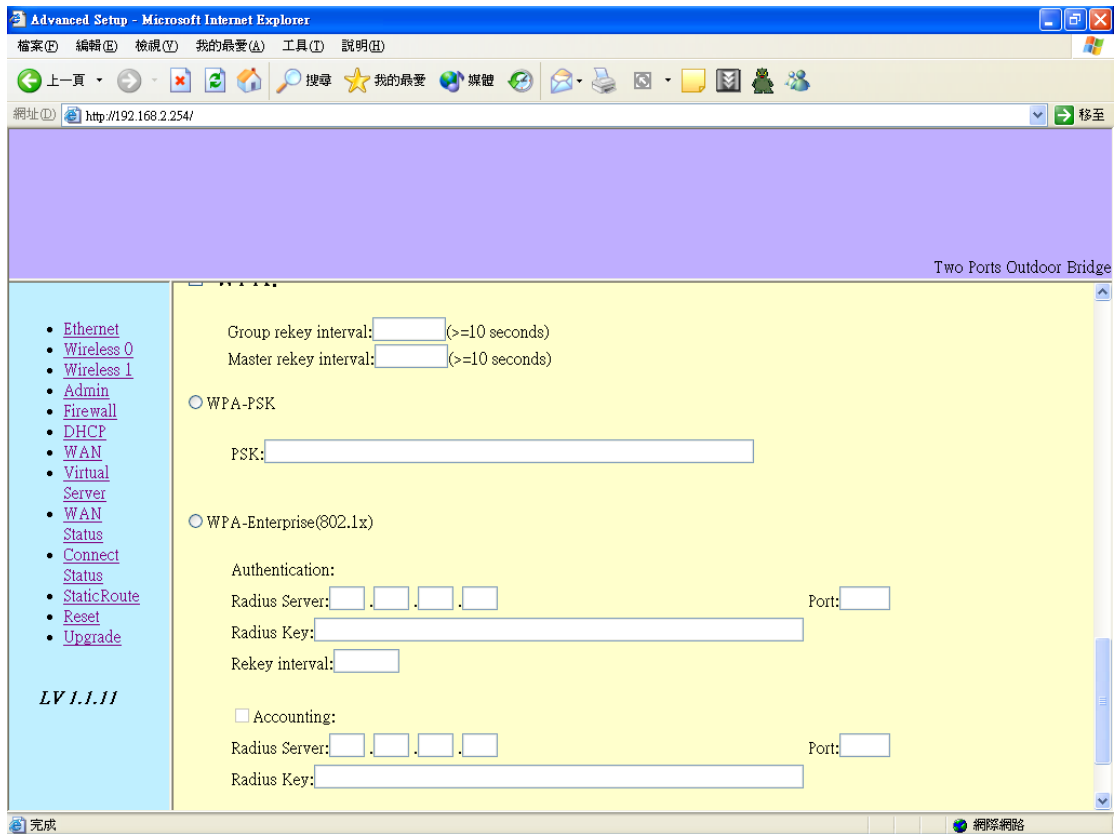 Advanced Setup - Microsoft Internet Explorer
檔案(F) 編輯(E) 檢視(V) 我的最愛(A) 工具(T) 說明(H)
上一頁 搜尋 我的最愛 媒體
網址(D) http://192.168.2.254/ 移至
Two Ports Outdoor Bridge
Ethernet
Wireless 0
Wireless 1
Admin
Firewall
DHCP
WAN
Virtual
Server
WAN
Status
Connect
Status
StaticRoute
Reset
Upgrade
LV 1.1.11
WPA:
Group rekey interval: (>=10 seconds)
Master rekey interval: (>=10 seconds)
WPA-PSK
PSK:
WPA-Enterprise(802.1x)
Authentication:
Radius Server: . . . Port:
Radius Key:
Rekey interval:
Accounting:
Radius Server: . . . Port:
Radius Key:
完成 網際網路